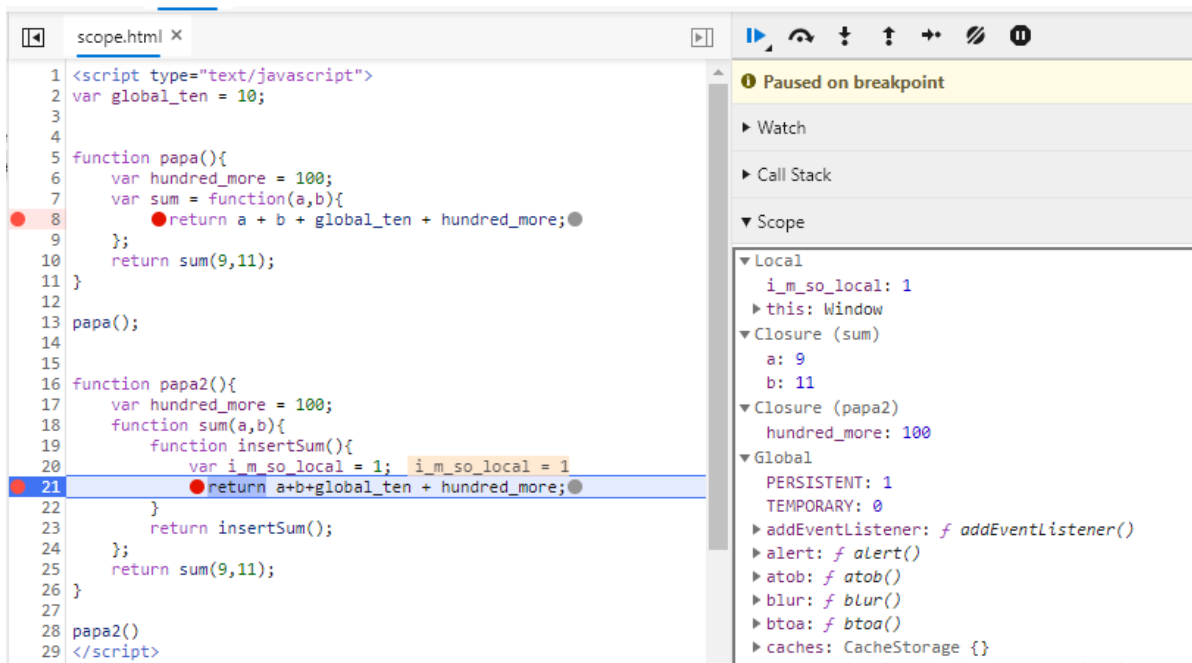 scope.html ×
1 <script type="text/javascript">
2 var global_ten = 10;
3
4
5 function papa(){
6     var hundred_more = 100;
7     var sum = function(a,b){
8         return a + b + global_ten + hundred_more;
9     };
10     return sum(9,11);
11 }
12
13 papa();
14
15
16 function papa2(){
17     var hundred_more = 100;
18     function sum(a,b){
19         function insertSum(){
20             var i_m_so_local = 1;  i_m_so_local = 1
21             return a+b+global_ten + hundred_more;
22         }
23         return insertSum();
24     };
25     return sum(9,11);
26 }
27
28 papa2()
29 </script>
Paused on breakpoint
Watch
Call Stack
Scope
Local
i_m_so_local: 1
this: Window
Closure (sum)
a: 9
b: 11
Closure (papa2)
hundred_more: 100
Global
PERSISTENT: 1
TEMPORARY: 0
addEventListener: ƒ addEventListener()
alert: ƒ alert()
atob: ƒ atob()
blur: ƒ blur()
btoa: ƒ btoa()
caches: CacheStorage {}